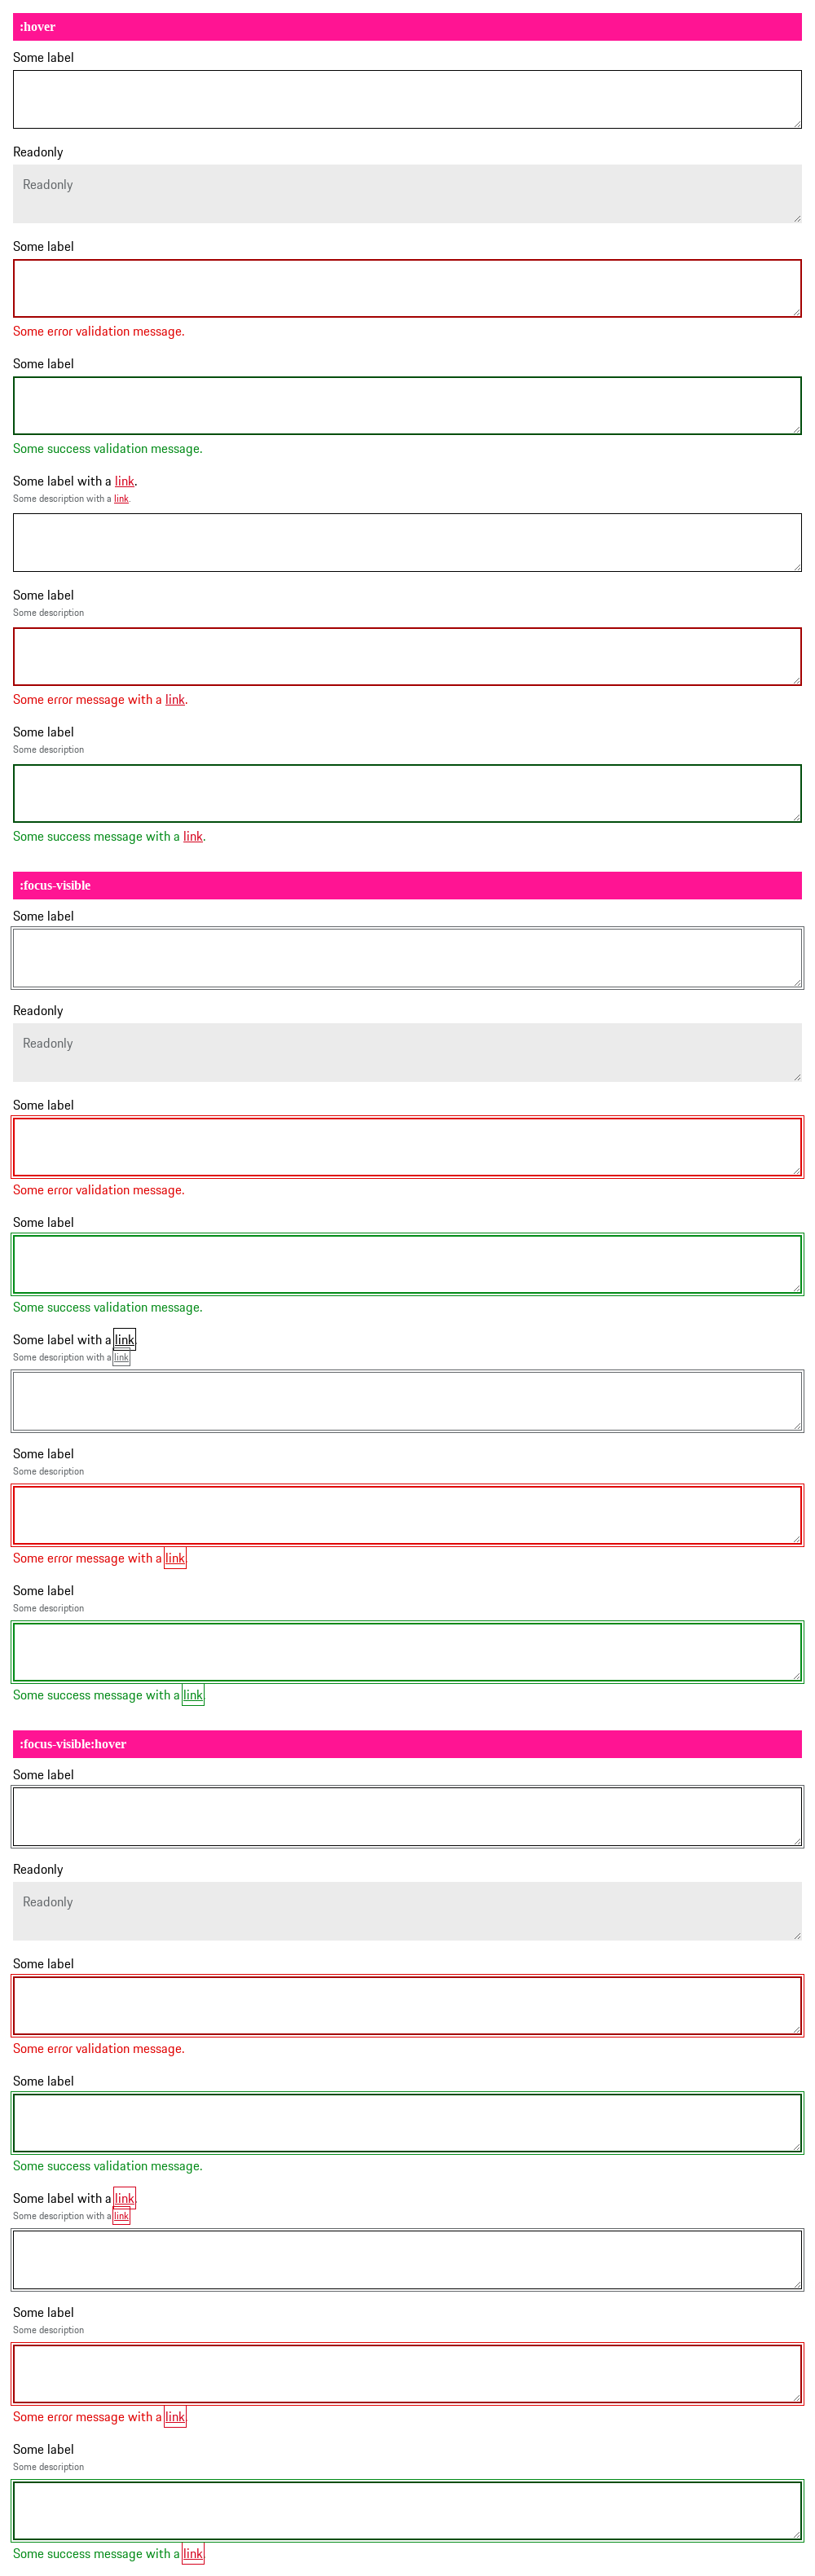 :hover
Some label
Readonly
Readonly
Some label
Some error validation message.
Some label
Some success validation message.
Some label with a link.
Some description with a link.
Some label
Some description
Some error message with a link.
Some label
Some description
Some success message with a link.
:focus-visible
Some label
Readonly
Readonly
Some label
Some error validation message.
Some label
Some success validation message.
Some label with a link.
Some description with a link.
Some label
Some description
Some error message with a link.
Some label
Some description
Some success message with a link.
:focus-visible:hover
Some label
Readonly
Readonly
Some label
Some error validation message.
Some label
Some success validation message.
Some label with a link.
Some description with a link.
Some label
Some description
Some error message with a link.
Some label
Some description
Some success message with a link.